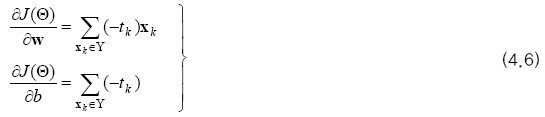 ∂J(Θ)/∂w = ∑_{x_k∈Y} (−t_k)x_k
∂J(Θ)/∂b = ∑_{x_k∈Y} (−t_k)
(4.6)